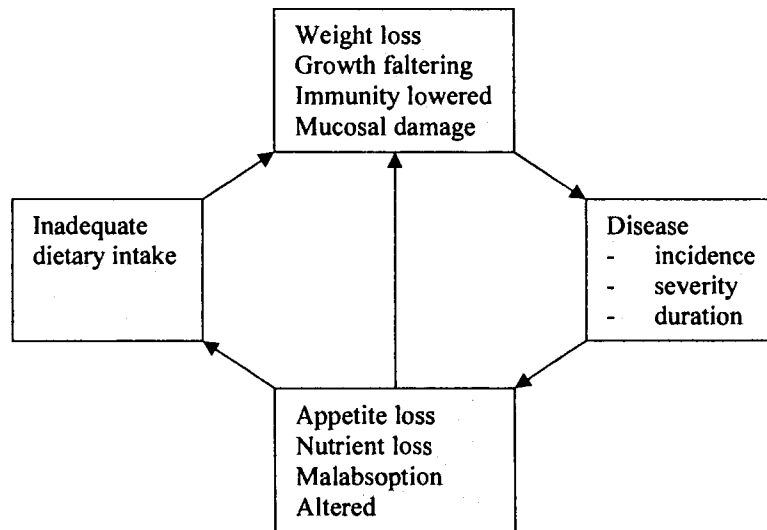 Weight loss
Growth faltering
Immunity lowered
Mucosal damage
Inadequate
dietary intake
Disease
- incidence
- severity
- duration
Appetite loss
Nutrient loss
Malabsoption
Altered